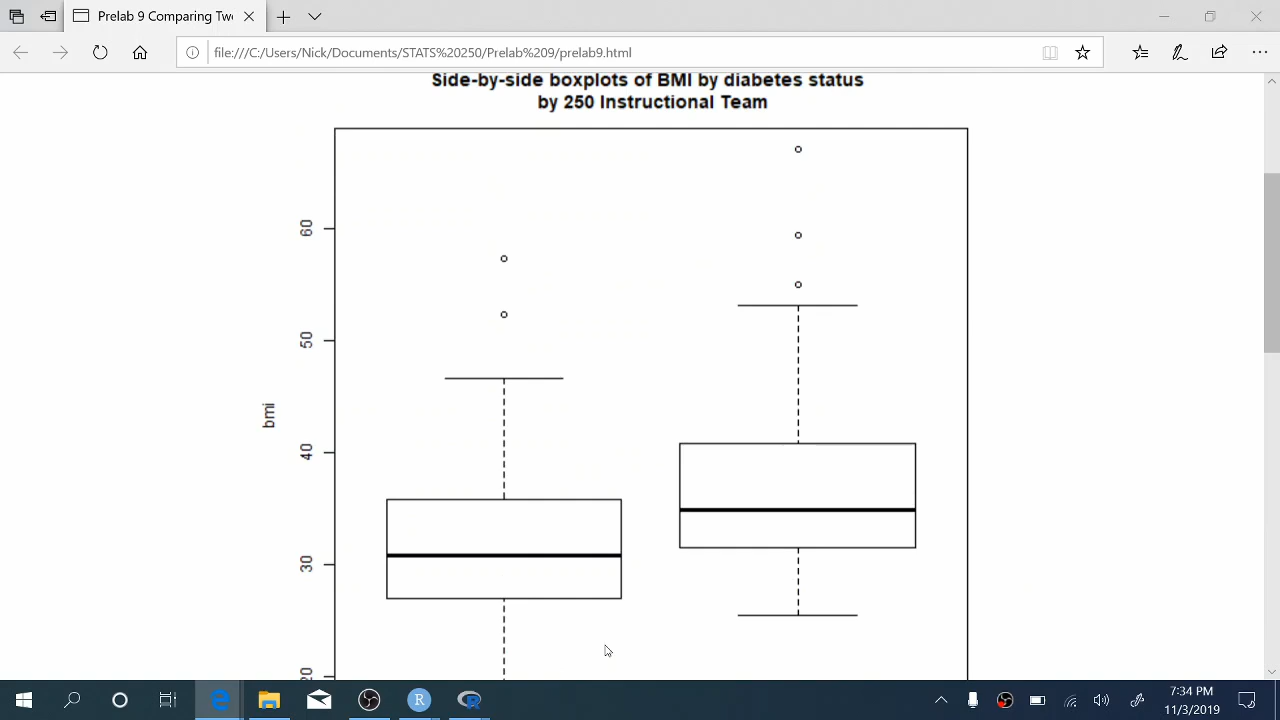 Prelab 9 Comparing Tw
file:///C:/Users/Nick/Documents/STATS%20250/Prelab%209/prelab9.html
Side-by-side boxplots of BMI by diabetes status
by 250 Instructional Team
60
50
bmi
40
30
20
R
R
7:34 PM
11/3/2019